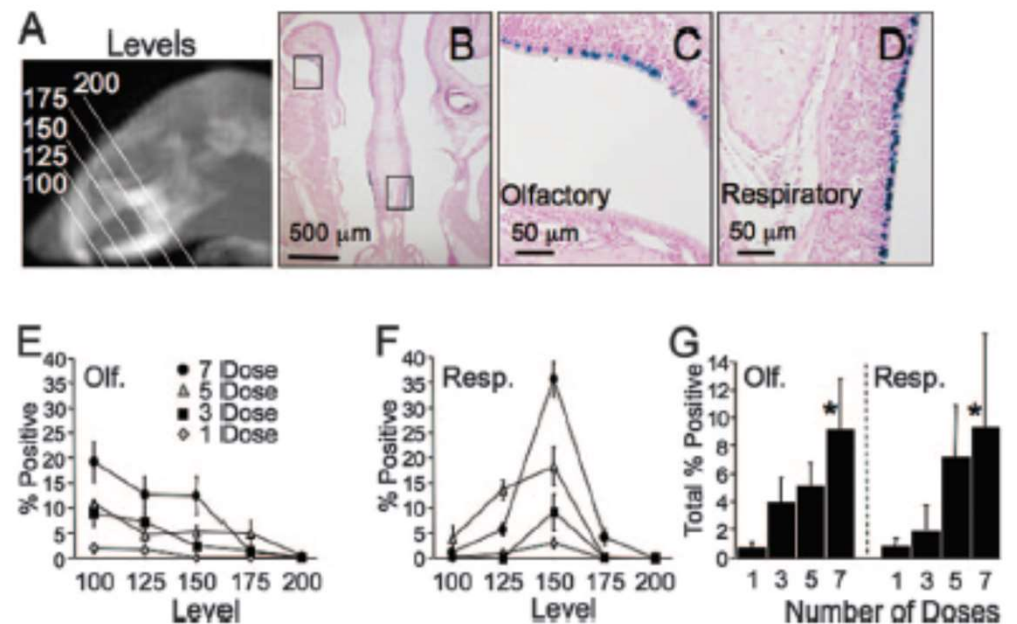 A
Levels
200
175
150
125
100
B
500 μm
C
Olfactory
50 μm
D
Respiratory
50 μm
E
Olf.
7 Dose
5 Dose
3 Dose
1 Dose
40
35
30
25
20
15
10
5
0
% Positive
100 125 150 175 200
Level
F
Resp.
40
35
30
25
20
15
10
5
0
% Positive
100 125 150 175 200
Level
G
Olf. Resp.
14
12
10
8
6
4
2
0
Total % Positive
* *
1 3 5 7 1 3 5 7
Number of Doses